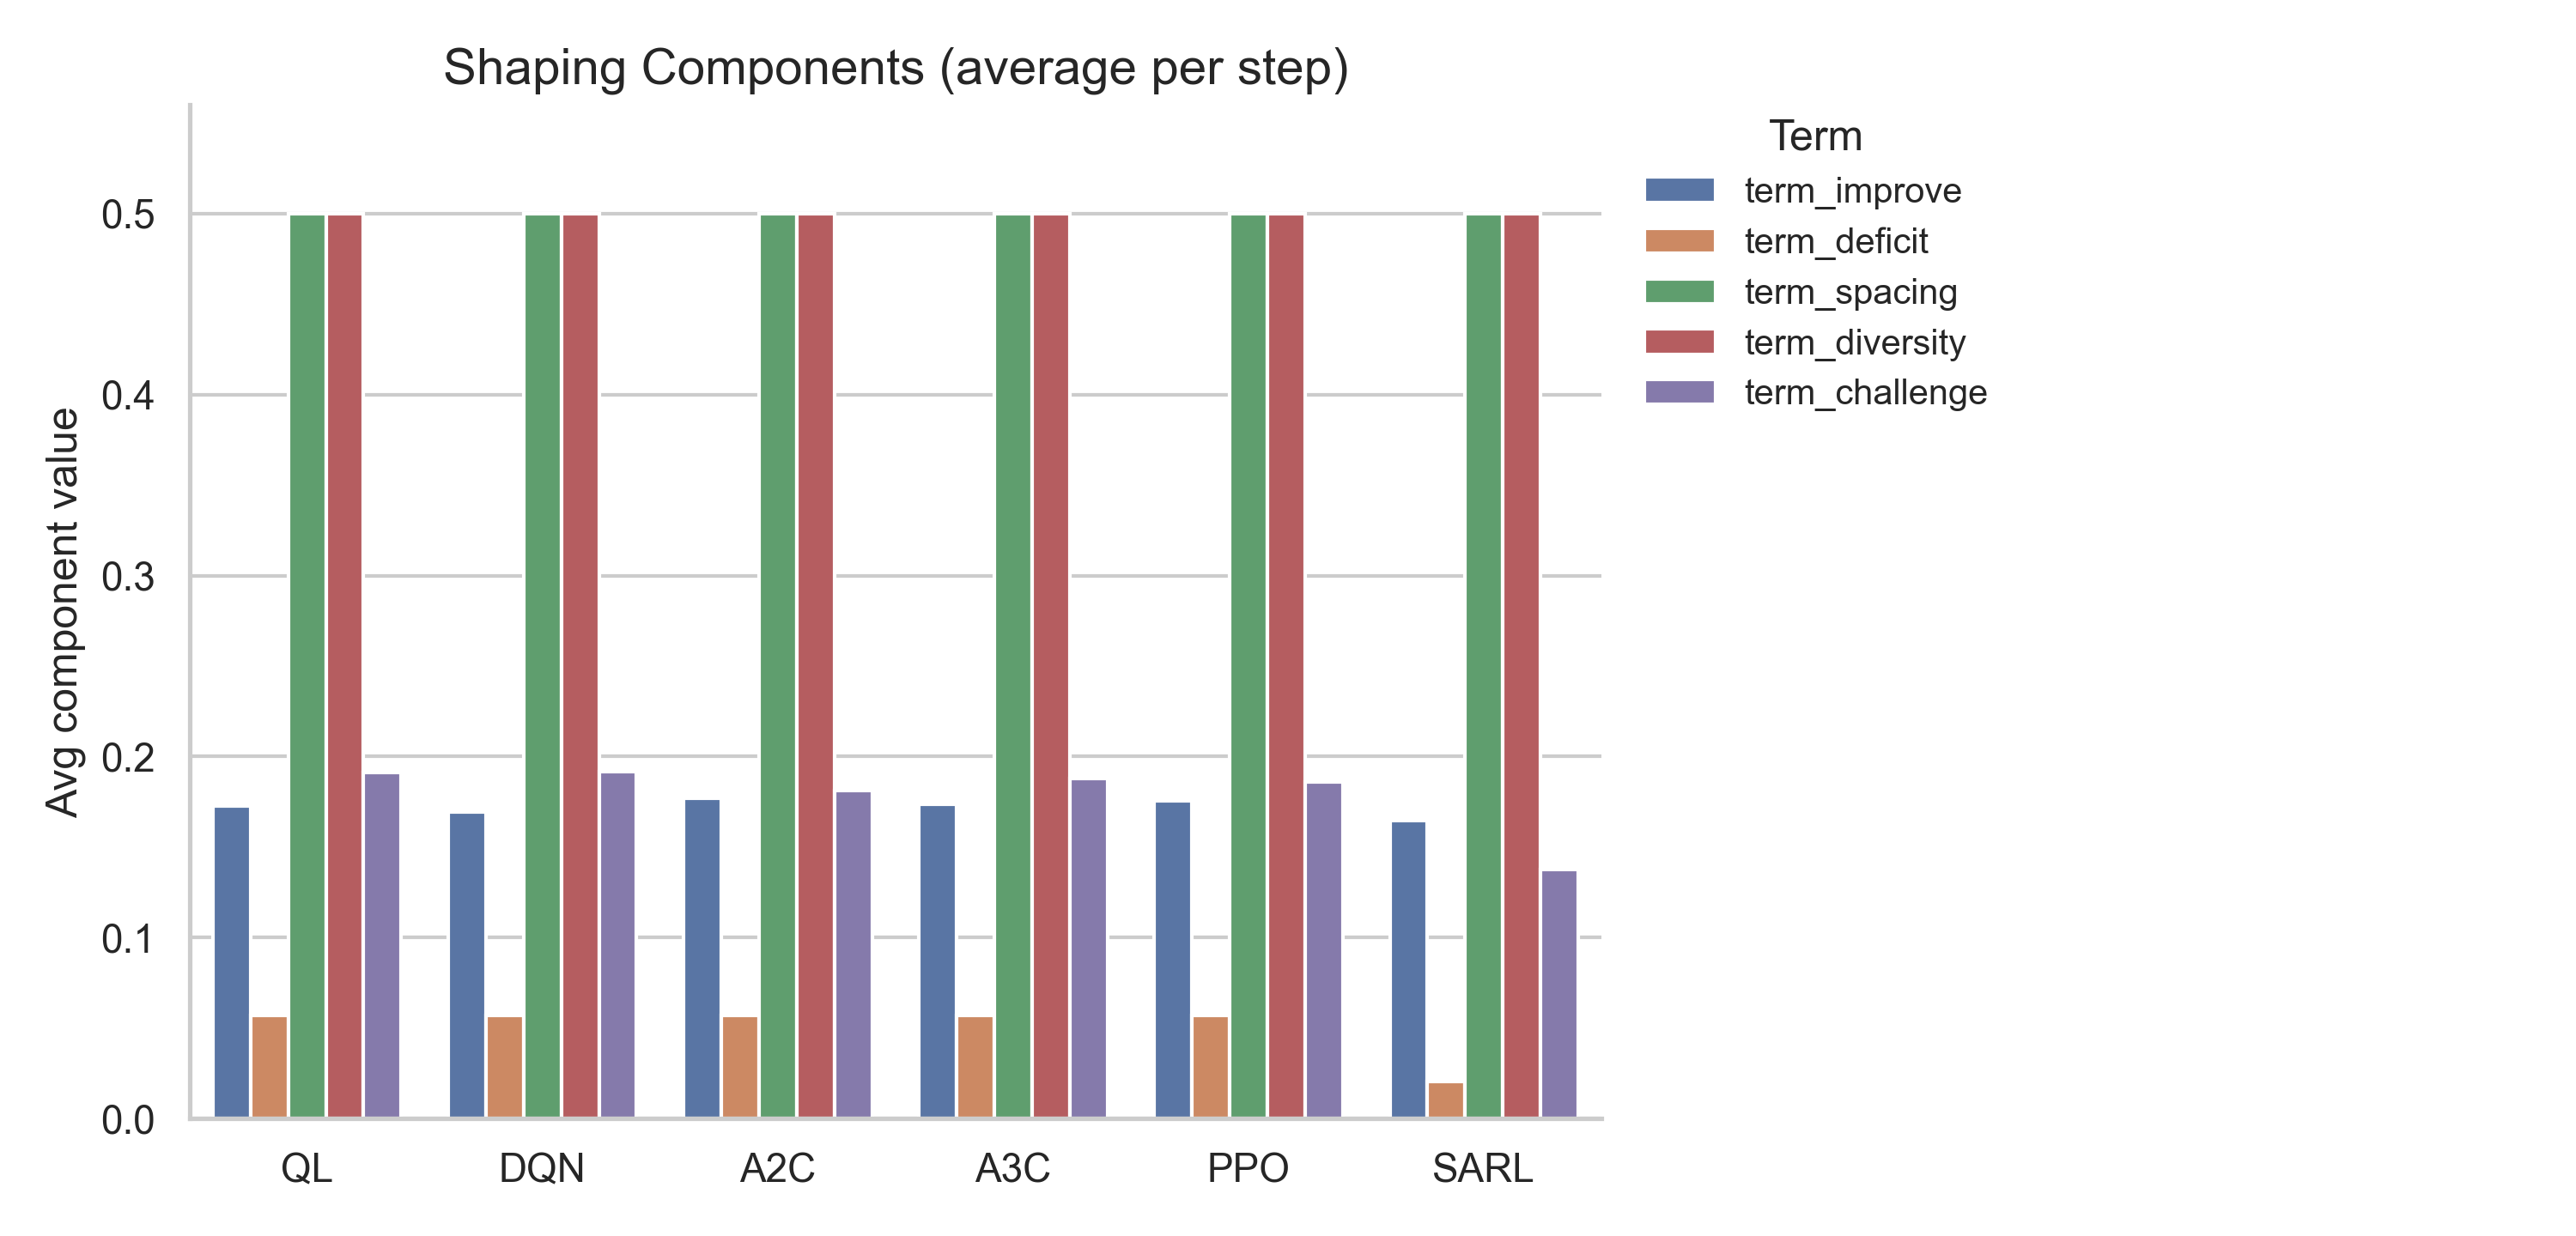 Shaping Components (average per step)
Term
term_improve
term_deficit
term_spacing
term_diversity
term_challenge
Avg component value
0.5
0.4
0.3
0.2
0.1
0.0
QL DQN A2C A3C PPO SARL